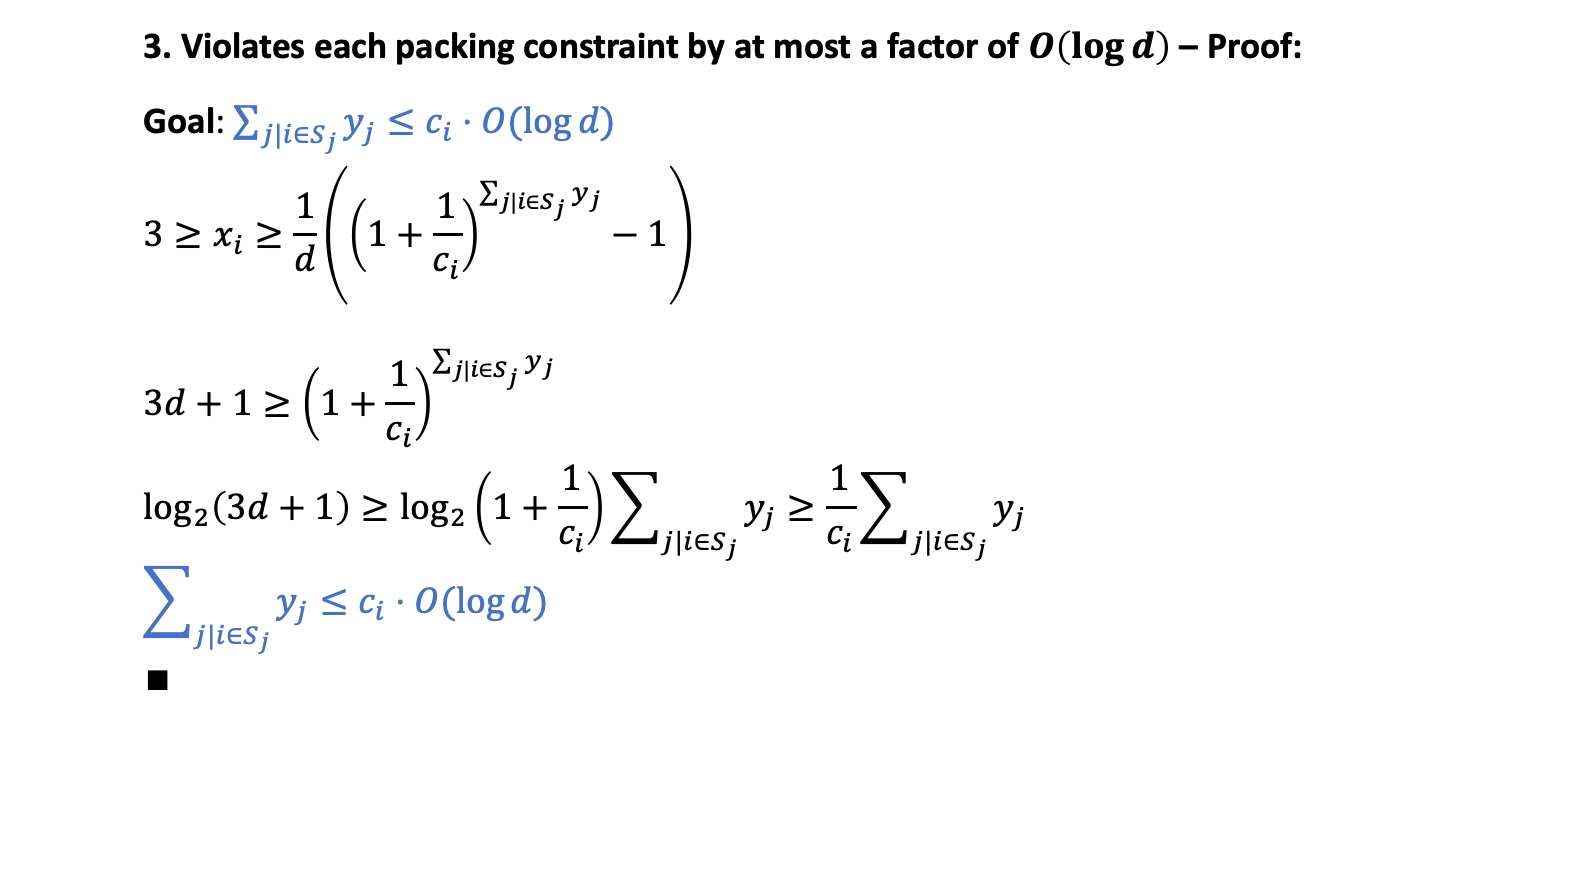 3. Violates each packing constraint by at most a factor of O(log d) – Proof:
Goal: ∑_{j|i∈S_j} y_j ≤ c_i · O(log d)
3 ≥ x_i ≥ 1/d ((1 + 1/c_i)^{∑_{j|i∈S_j} y_j} − 1)
3d + 1 ≥ (1 + 1/c_i)^{∑_{j|i∈S_j} y_j}
log₂(3d + 1) ≥ log₂ (1 + 1/c_i) ∑_{j|i∈S_j} y_j ≥ 1/c_i ∑_{j|i∈S_j} y_j
∑_{j|i∈S_j} y_j ≤ c_i · O(log d)
■